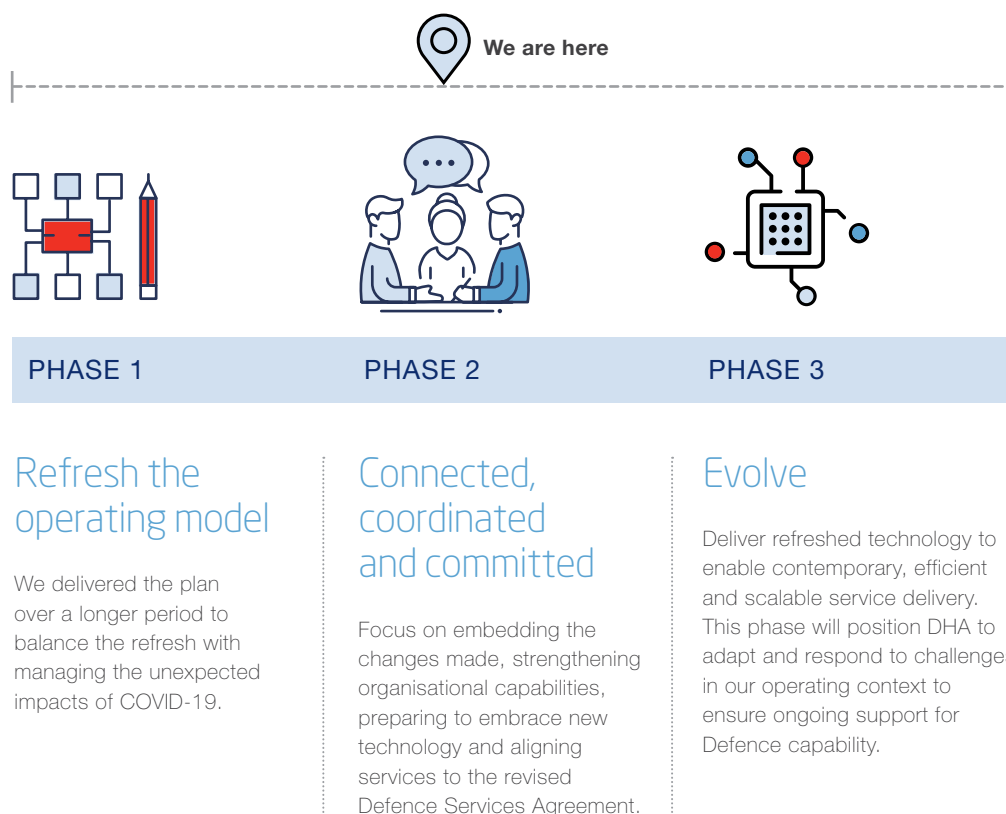 We are here
PHASE 1
PHASE 2
PHASE 3
Refresh the
operating model
We delivered the plan
over a longer period to
balance the refresh with
managing the unexpected
impacts of COVID-19.
Connected,
coordinated
and committed
Focus on embedding the
changes made, strengthening
organisational capabilities,
preparing to embrace new
technology and aligning
services to the revised
Defence Services Agreement.
Evolve
Deliver refreshed technology to
enable contemporary, efficient
and scalable service delivery.
This phase will position DHA to
adapt and respond to challenge
in our operating context to
ensure ongoing support for
Defence capability.